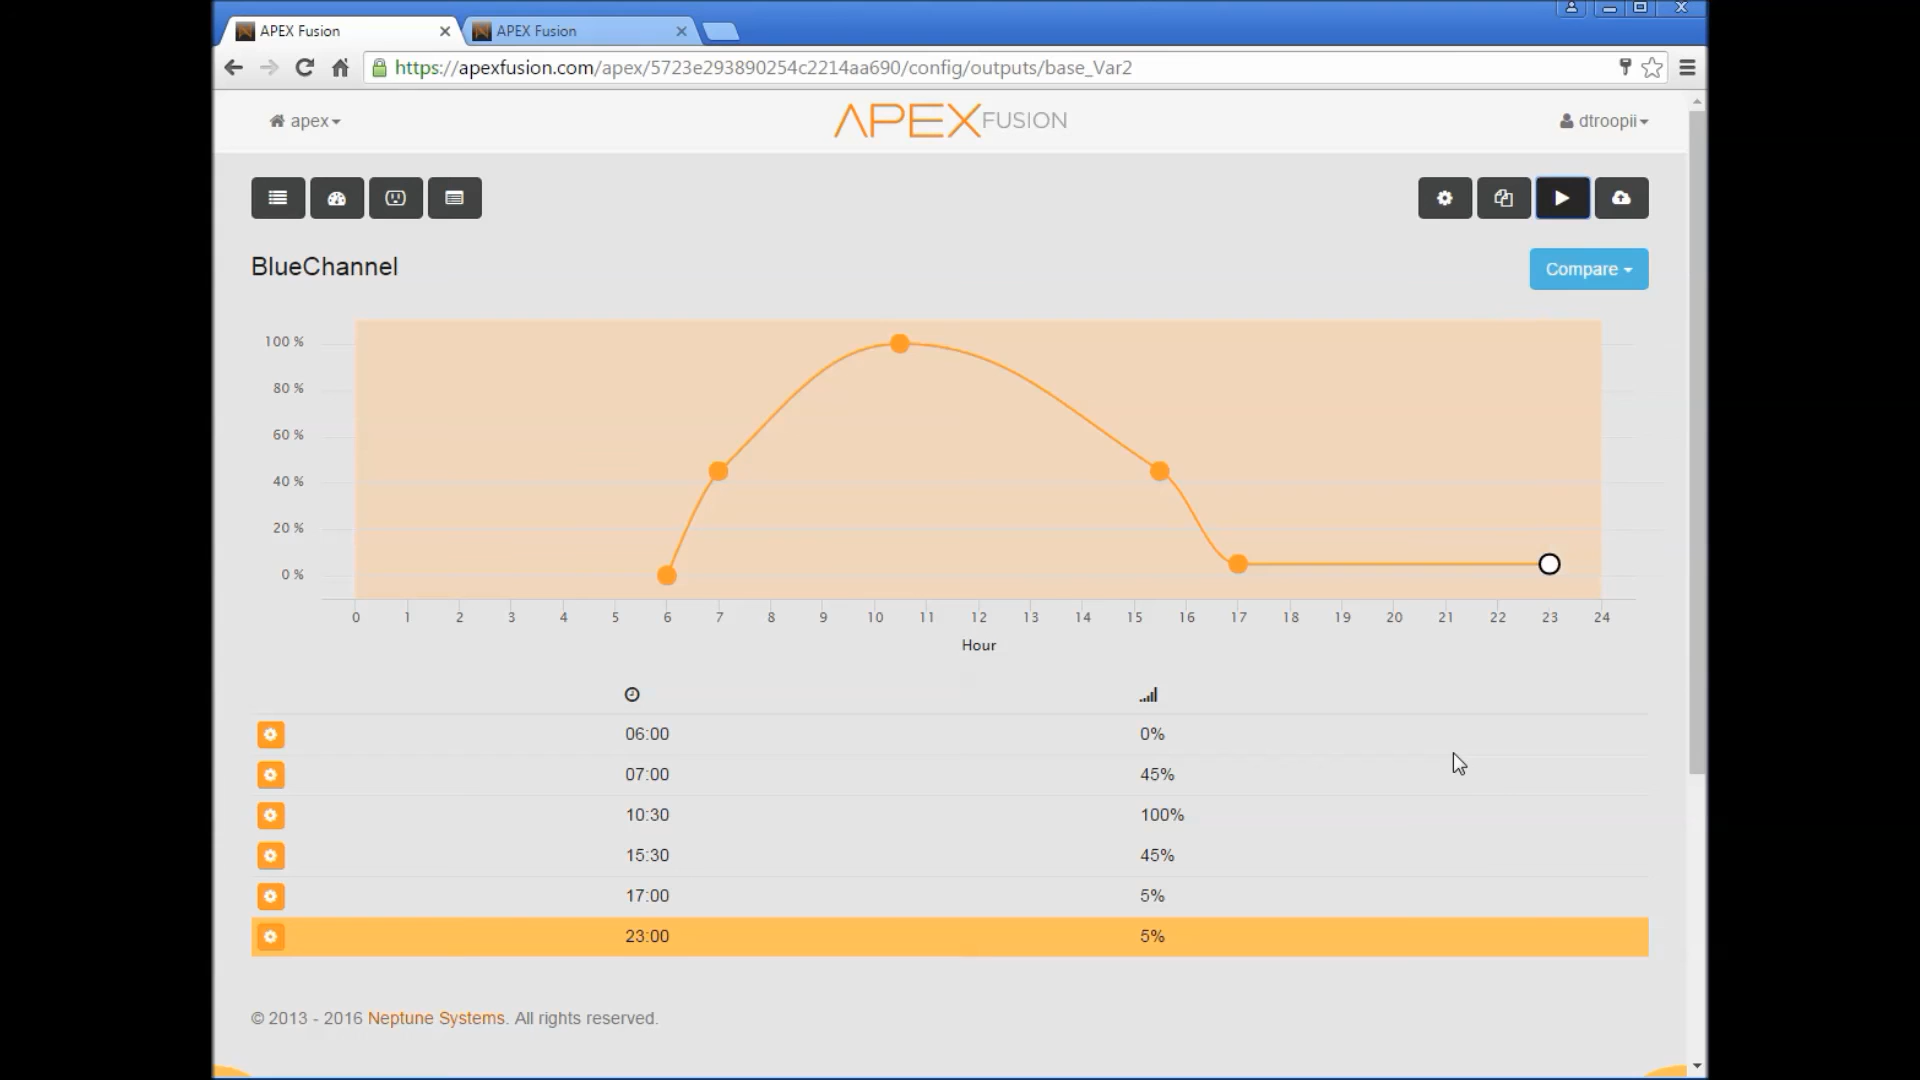 APEX Fusion
APEX Fusion
https://apexfusion.com/apex/5723e293890254c2214aa690/config/outputs/base_Var2
apex
APEX FUSION
dtroopii
BlueChannel
Compare
100 %
80 %
60 %
40 %
20 %
0 %
0 1 2 3 4 5 6 7 8 9 10 11 12 13 14 15 16 17 18 19 20 21 22 23 24
Hour
06:00 0%
07:00 45%
10:30 100%
15:30 45%
17:00 5%
23:00 5%
© 2013 - 2016 Neptune Systems. All rights reserved.